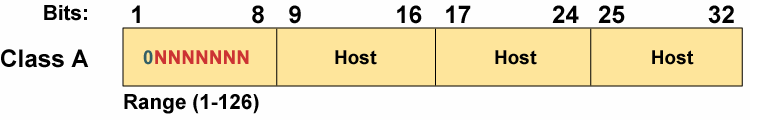 Bits: 1 8 9 16 17 24 25 32
Class A 0NNNNNNN Host Host Host
Range (1-126)